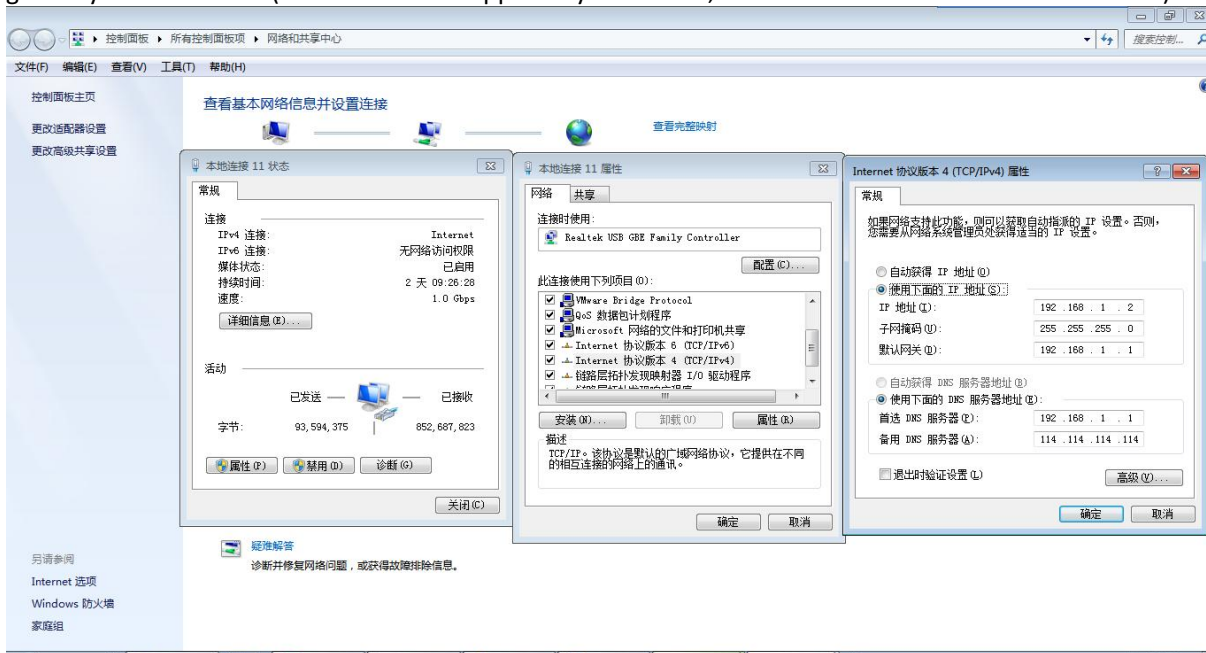 控制面板 ▸ 所有控制面板项 ▸ 网络和共享中心
搜索控制...
文件(F) 编辑(E) 查看(V) 工具(T) 帮助(H)
控制面板主页
更改适配器设置
更改高级共享设置
查看基本网络信息并设置连接
查看完整映射
本地连接 11 状态
常规
连接
IPv4 连接: Internet
IPv6 连接: 无网络访问权限
媒体状态: 已启用
持续时间: 2 天 09:26:28
速度: 1.0 Gbps
详细信息(E)...
活动
已发送 — — 已接收
字节: 93,594,375 852,687,823
属性(P) 禁用(D) 诊断(G)
关闭(C)
本地连接 11 属性
网络 共享
连接时使用:
Realtek USB GBE Family Controller
配置(C)...
此连接使用下列项目(O):
VMware Bridge Protocol
QoS 数据包计划程序
Microsoft 网络的文件和打印机共享
Internet 协议版本 6 (TCP/IPv6)
Internet 协议版本 4 (TCP/IPv4)
链路层拓扑发现映射器 I/O 驱动程序
安装(N)... 卸载(U) 属性(R)
描述
TCP/IP。该协议是默认的广域网络协议，它提供在不同
的相互连接的网络上的通讯。
确定 取消
Internet 协议版本 4 (TCP/IPv4) 属性
常规
如果网络支持此功能，则可以获取自动指派的 IP 设置。否则，
您需要从网络系统管理员处获得适当的 IP 设置。
自动获得 IP 地址(O)
使用下面的 IP 地址(S):
IP 地址(I): 192 .168 . 1 . 2
子网掩码(U): 255 .255 .255 . 0
默认网关(D): 192 .168 . 1 . 1
自动获得 DNS 服务器地址(B)
使用下面的 DNS 服务器地址(E):
首选 DNS 服务器(P): 192 .168 . 1 . 1
备用 DNS 服务器(A): 114 .114 .114 .114
退出时验证设置(L)
高级(V)...
确定 取消
疑难解答
诊断并修复网络问题，或获得故障排除信息。
另请参阅
Internet 选项
Windows 防火墙
家庭组